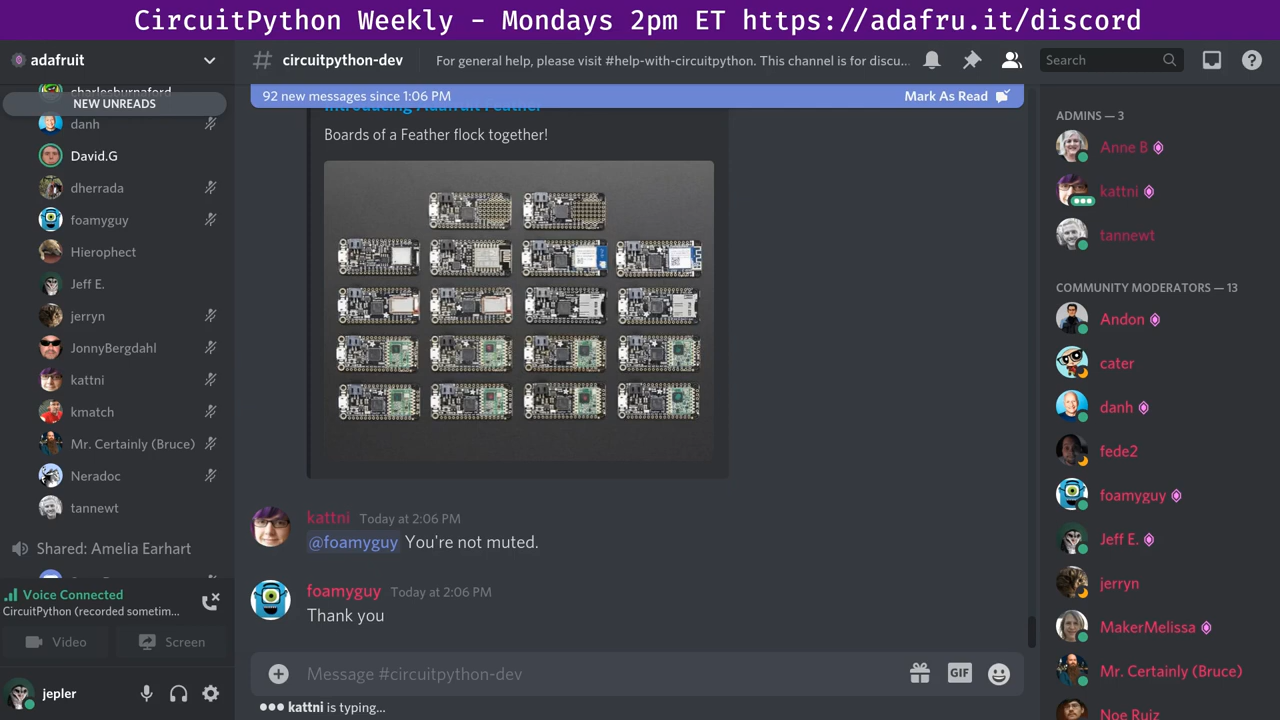 CircuitPython Weekly - Mondays 2pm ET https://adafru.it/discord
adafruit
charlesburnaford
NEW UNREADS
danh
David.G
dherrada
foamyguy
Hierophect
Jeff E.
jerryn
JonnyBergdahl
kattni
kmatch
Mr. Certainly (Bruce)
Neradoc
tannewt
Shared: Amelia Earhart
Voice Connected
CircuitPython (recorded sometim...
Video
Screen
jepler
# circuitpython-dev
For general help, please visit #help-with-circuitpython. This channel is for discu...
Search
92 new messages since 1:06 PM
Mark As Read
Introducing Adafruit Feather
Boards of a Feather flock together!
kattni Today at 2:06 PM
@foamyguy You're not muted.
foamyguy Today at 2:06 PM
Thank you
Message #circuitpython-dev
GIF
kattni is typing...
ADMINS — 3
Anne B
kattni
tannewt
COMMUNITY MODERATORS — 13
Andon
cater
danh
fede2
foamyguy
Jeff E.
jerryn
MakerMelissa
Mr. Certainly (Bruce)
Noe Ruiz